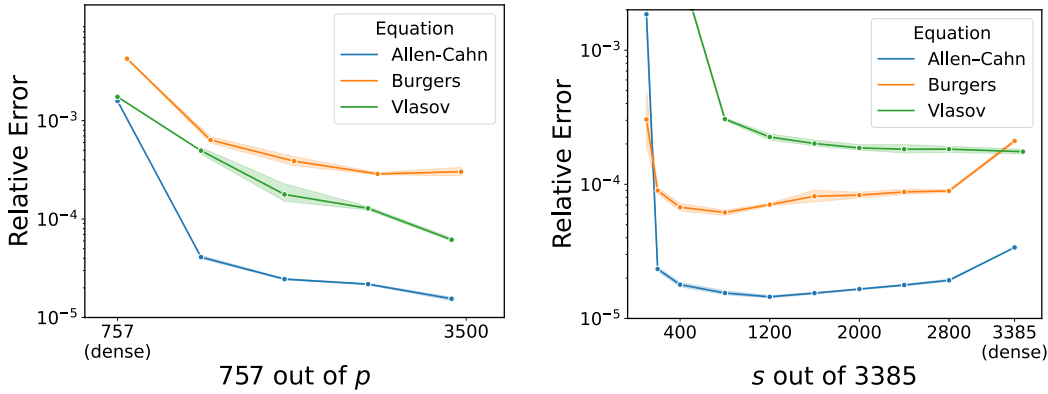 Relative Error
10⁻³
10⁻⁴
10⁻⁵
Equation
Allen-Cahn
Burgers
Vlasov
757
(dense)
3500
757 out of p
Relative Error
10⁻³
10⁻⁴
10⁻⁵
Equation
Allen–Cahn
Burgers
Vlasov
400
1200
2000
2800
3385
(dense)
s out of 3385